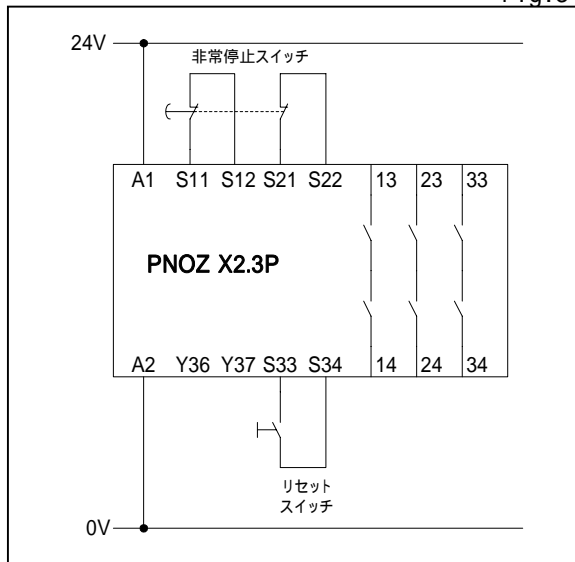 24V
非常停止スイッチ
A1 S11 S12 S21 S22 13 23 33
PNOZ X2.3P
A2 Y36 Y37 S33 S34 14 24 34
リセット
スイッチ
0V